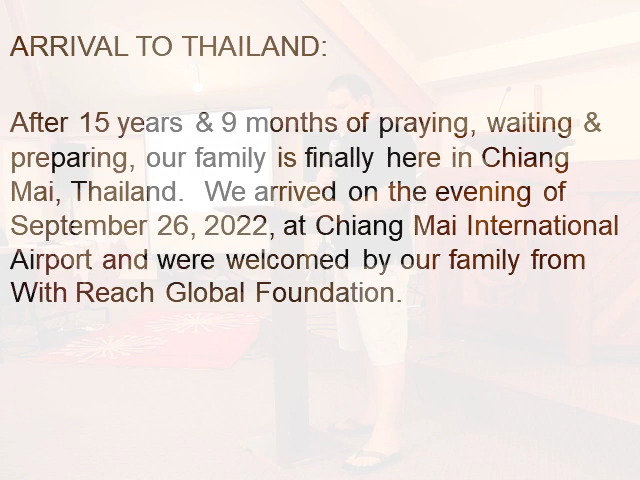 ARRIVAL TO THAILAND:
After 15 years & 9 months of praying, waiting &
preparing, our family is finally here in Chiang
Mai, Thailand.  We arrived on the evening of
September 26, 2022, at Chiang Mai International
Airport and were welcomed by our family from
With Reach Global Foundation.